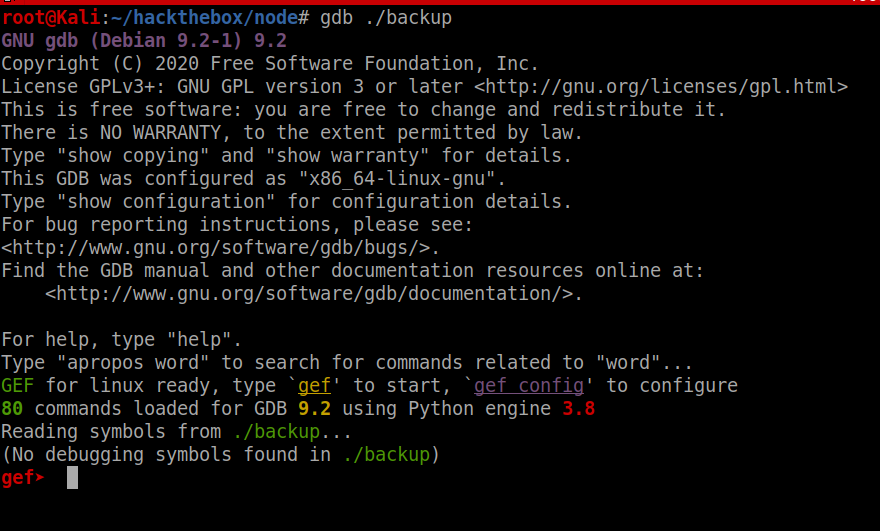 root@Kali:~/hackthebox/node# gdb ./backup
GNU gdb (Debian 9.2-1) 9.2
Copyright (C) 2020 Free Software Foundation, Inc.
License GPLv3+: GNU GPL version 3 or later <http://gnu.org/licenses/gpl.html>
This is free software: you are free to change and redistribute it.
There is NO WARRANTY, to the extent permitted by law.
Type "show copying" and "show warranty" for details.
This GDB was configured as "x86_64-linux-gnu".
Type "show configuration" for configuration details.
For bug reporting instructions, please see:
<http://www.gnu.org/software/gdb/bugs/>.
Find the GDB manual and other documentation resources online at:
    <http://www.gnu.org/software/gdb/documentation/>.

For help, type "help".
Type "apropos word" to search for commands related to "word"...
GEF for linux ready, type `gef' to start, `gef config' to configure
80 commands loaded for GDB 9.2 using Python engine 3.8
Reading symbols from ./backup...
(No debugging symbols found in ./backup)
gef➤